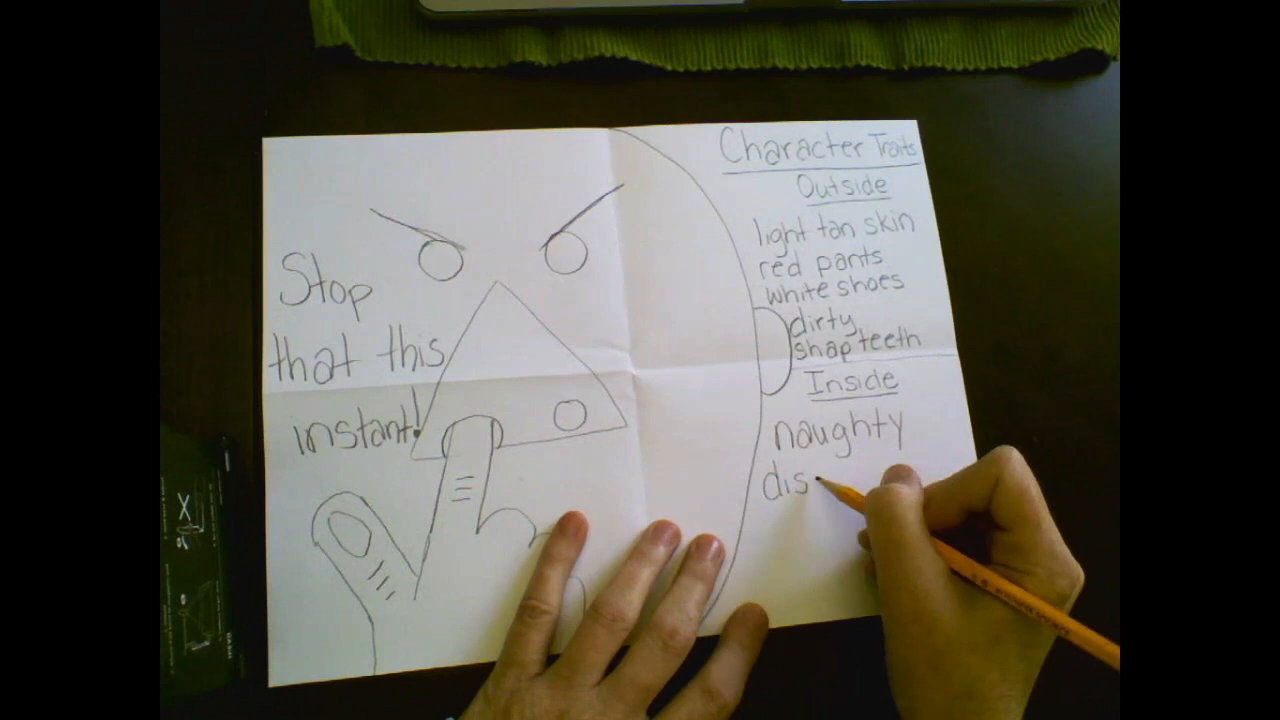 Stop
that this
instant!
Character Traits
Outside
light tan skin
red pants
white shoes
dirty
shap teeth
Inside
naughty
dis